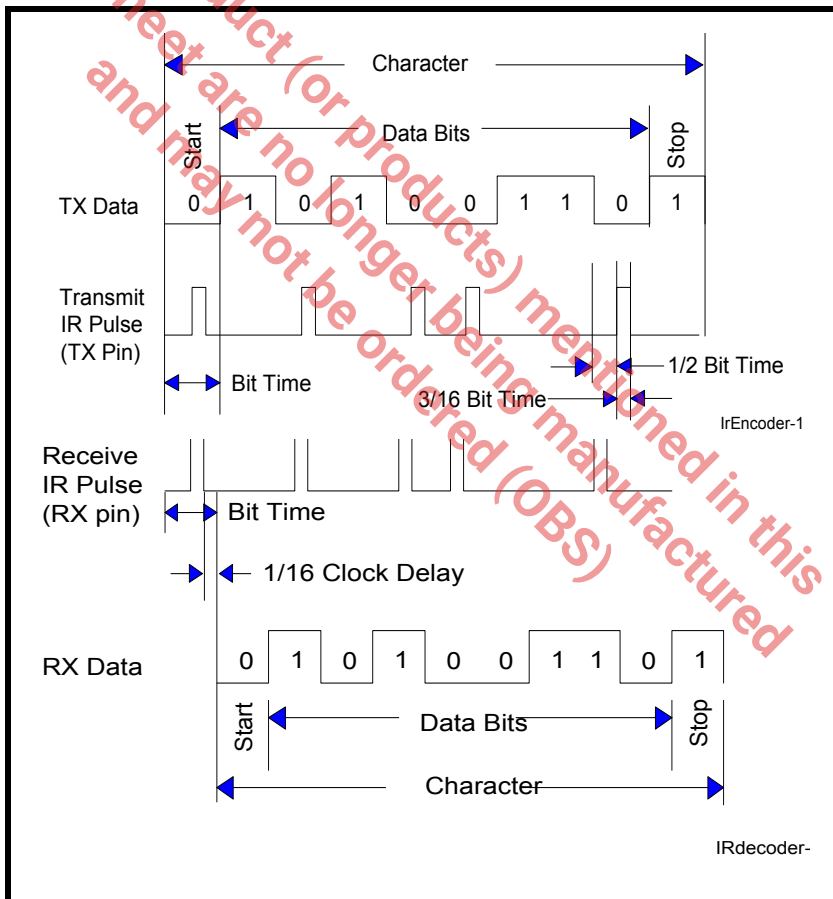 Character
Start
Data Bits
Stop
TX Data
0 1 0 1 0 0 1 1 0 1
Transmit
IR Pulse
(TX Pin)
Bit Time
1/2 Bit Time
3/16 Bit Time
IrEncoder-1
Receive
IR Pulse
(RX pin)
Bit Time
1/16 Clock Delay
RX Data
0 1 0 1 0 0 1 1 0 1
Start
Data Bits
Stop
Character
IRdecoder-
duct (or products) mentioned in this
heet are no longer being manufactured
and may not be ordered (OBS)